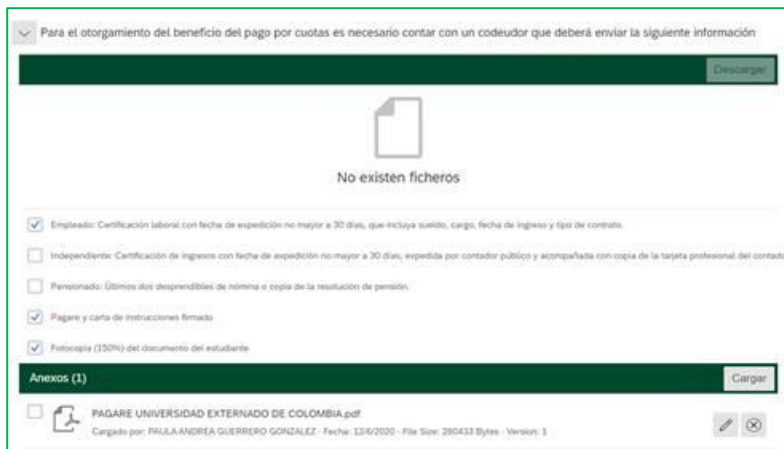 Para el otorgamiento del beneficio del pago por cuotas es necesario contar con un codeudor que deberá enviar la siguiente información
Descargar
No existen ficheros
Empleado: Certificación laboral con fecha de expedición no mayor a 30 días, que incluya sueldo, cargo, fecha de ingreso y tipo de contrato.
Independiente: Certificación de ingresos con fecha de expedición no mayor a 30 días, expedida por contador público y acompañada con copia de la tarjeta profesional del contado
Pensionado: Últimos dos desprendibles de nómina o copia de la resolución de pensión.
Pagare y carta de instrucciones firmado
Fotocopia (150%) del documento del estudiante
Anexos (1)
Cargar
PAGARE UNIVERSIDAD EXTERNADO DE COLOMBIA.pdf
Cargado por: PAULA ANDREA GUERRERO GONZALEZ · Fecha: 12/6/2020 · File Size: 280433 Bytes · Version: 1